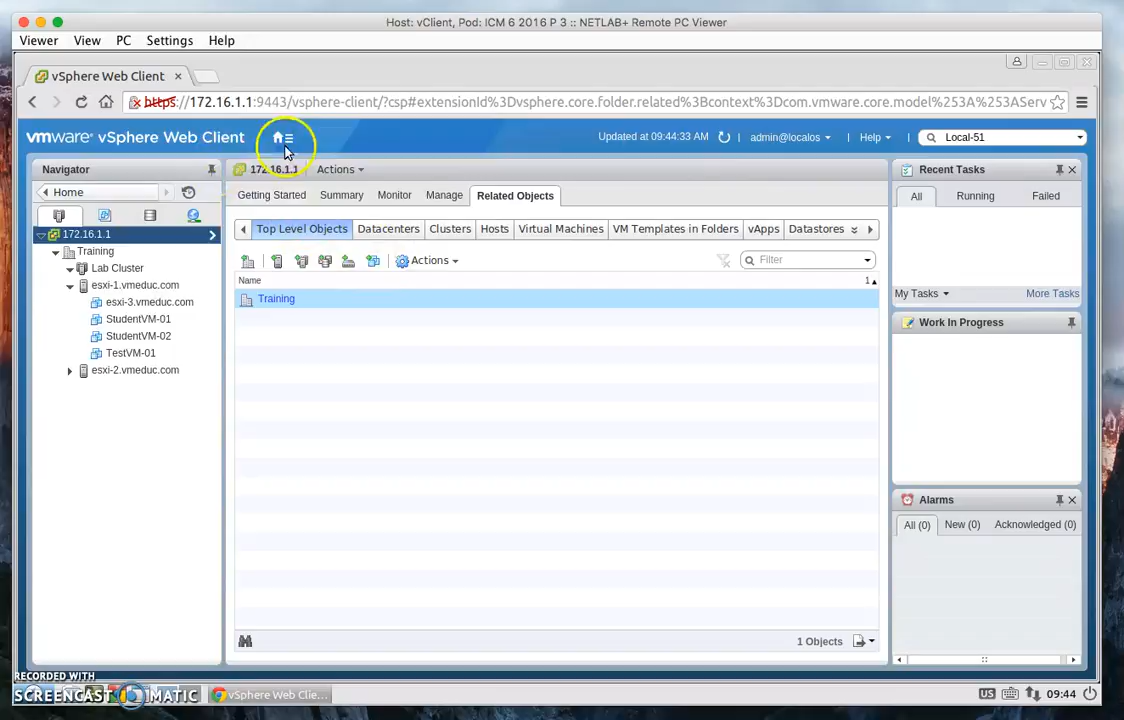 Host: vClient, Pod: ICM 6 2016 P 3 :: NETLAB+ Remote PC Viewer
Viewer View PC Settings Help
vSphere Web Client ×
https://172.16.1.1:9443/vsphere-client/?csp#extensionId%3Dvsphere.core.folder.related%3Bcontext%3Dcom.vmware.core.model%253A%253AServ
vmware® vSphere Web Client
Updated at 09:44:33 AM
admin@localos
Help
Local-51
Navigator
172.16.1.1 Actions
Recent Tasks
Home
Getting Started Summary Monitor Manage Related Objects
All Running Failed
172.16.1.1
Top Level Objects Datacenters Clusters Hosts Virtual Machines VM Templates in Folders vApps Datastores
Training
Lab Cluster
Actions
Filter
esxi-1.vmeduc.com
Name 1
esxi-3.vmeduc.com
Training
My Tasks More Tasks
StudentVM-01
Work In Progress
StudentVM-02
TestVM-01
esxi-2.vmeduc.com
Alarms
All (0) New (0) Acknowledged (0)
1 Objects
RECORDED WITH
SCREENCAST MATIC
vSphere Web Clie...
US
09:44